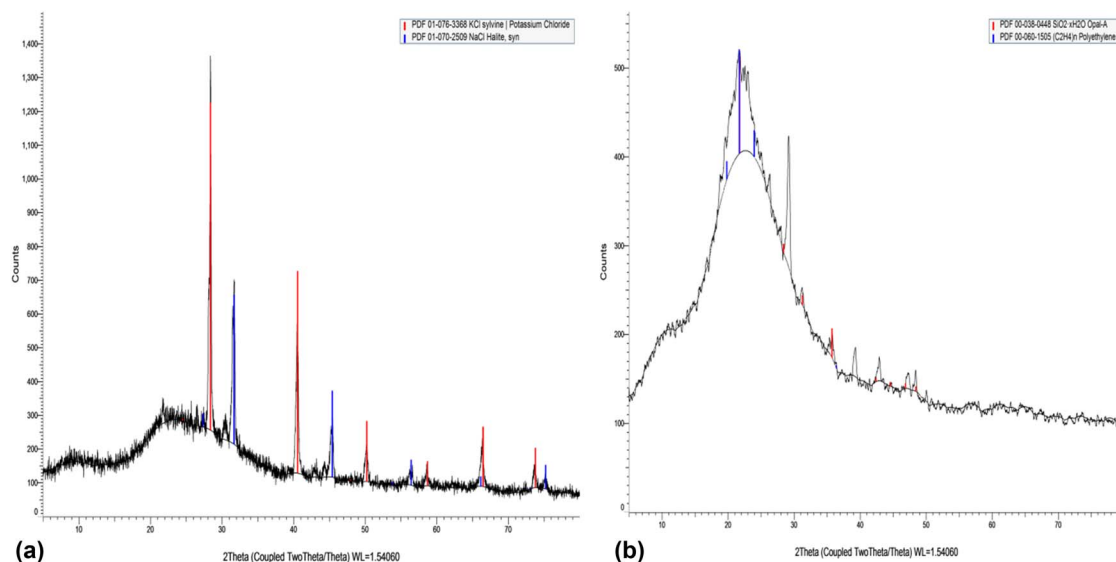 PDF 01-076-3368 KCl sylvine | Potassium Chloride
PDF 01-070-2509 NaCl Halite, syn
1,400
1,300
1,200
1,100
1,000
900
800
700
600
500
400
300
200
100
0
Counts
10 20 30 40 50 60 70
2Theta (Coupled TwoTheta/Theta) WL=1.54060
(a)
PDF 00-038-0448 SiO2·xH2O Opal-A
PDF 00-060-1505 (C2H4)n Polyethylene
500
400
300
200
100
0
Counts
10 20 30 40 50 60 70
2Theta (Coupled TwoTheta/Theta) WL=1.54060
(b)